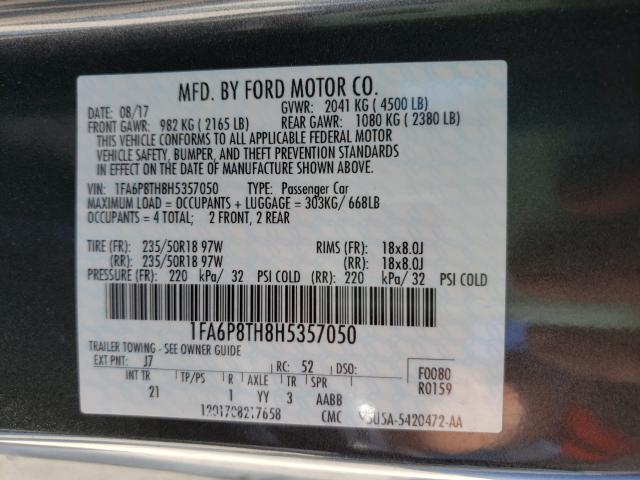 MFD. BY FORD MOTOR CO.
DATE: 08/17 GVWR: 2041 KG ( 4500 LB)
FRONT GAWR: 982 KG ( 2165 LB) REAR GAWR: 1080 KG ( 2380 LB)
THIS VEHICLE CONFORMS TO ALL APPLICABLE FEDERAL MOTOR
VEHICLE SAFETY, BUMPER, AND THEFT PREVENTION STANDARDS
IN EFFECT ON THE DATE OF MANUFACTURE SHOWN ABOVE.
VIN: 1FA6P8TH8H5357050 TYPE: Passenger Car
MAXIMUM LOAD = OCCUPANTS + LUGGAGE = 303KG/ 668LB
OCCUPANTS = 4 TOTAL; 2 FRONT, 2 REAR
TIRE (FR): 235/50R18 97W RIMS (FR): 18x8.0J
(RR): 235/50R18 97W (RR): 18x8.0J
PRESSURE (FR): 220 kPa/ 32 PSI COLD (RR): 220 kPa/ 32 PSI COLD
1FA6P8TH8H5357050
TRAILER TOWING - SEE OWNER GUIDE
EXT PNT: J7 RC: 52 DSO: F0080
INT TR TP/PS R AXLE TR SPR R0159
21 1 YY 3 AABB
CMC 5U5A-5420472-AA